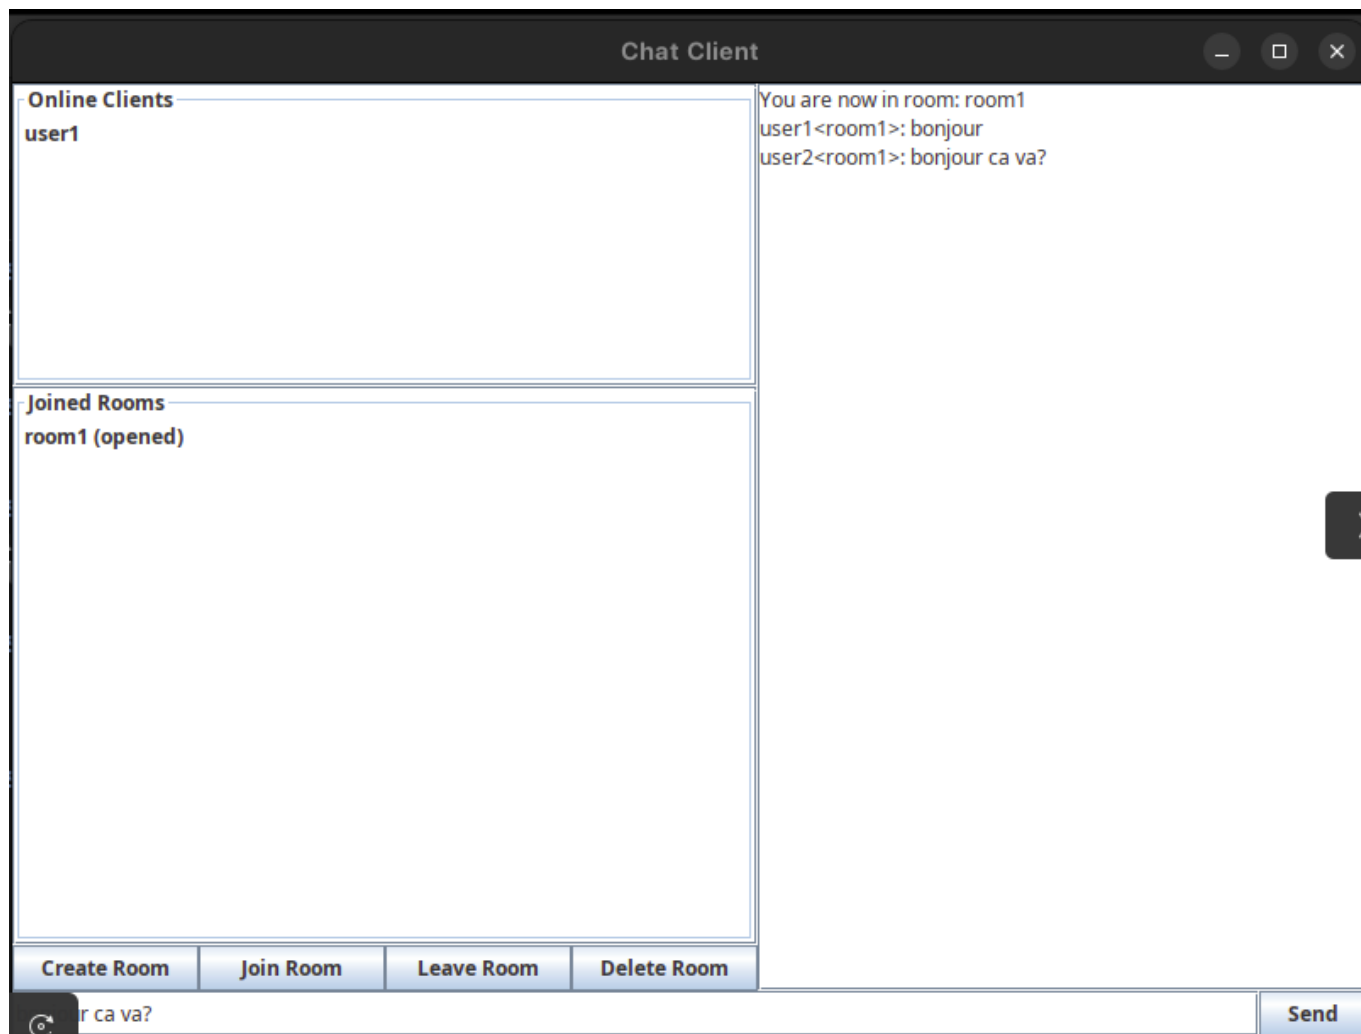 Chat Client
Online Clients
user1
Joined Rooms
room1 (opened)
Create Room Join Room Leave Room Delete Room
You are now in room: room1
user1<room1>: bonjour
user2<room1>: bonjour ca va?
r ca va?
Send